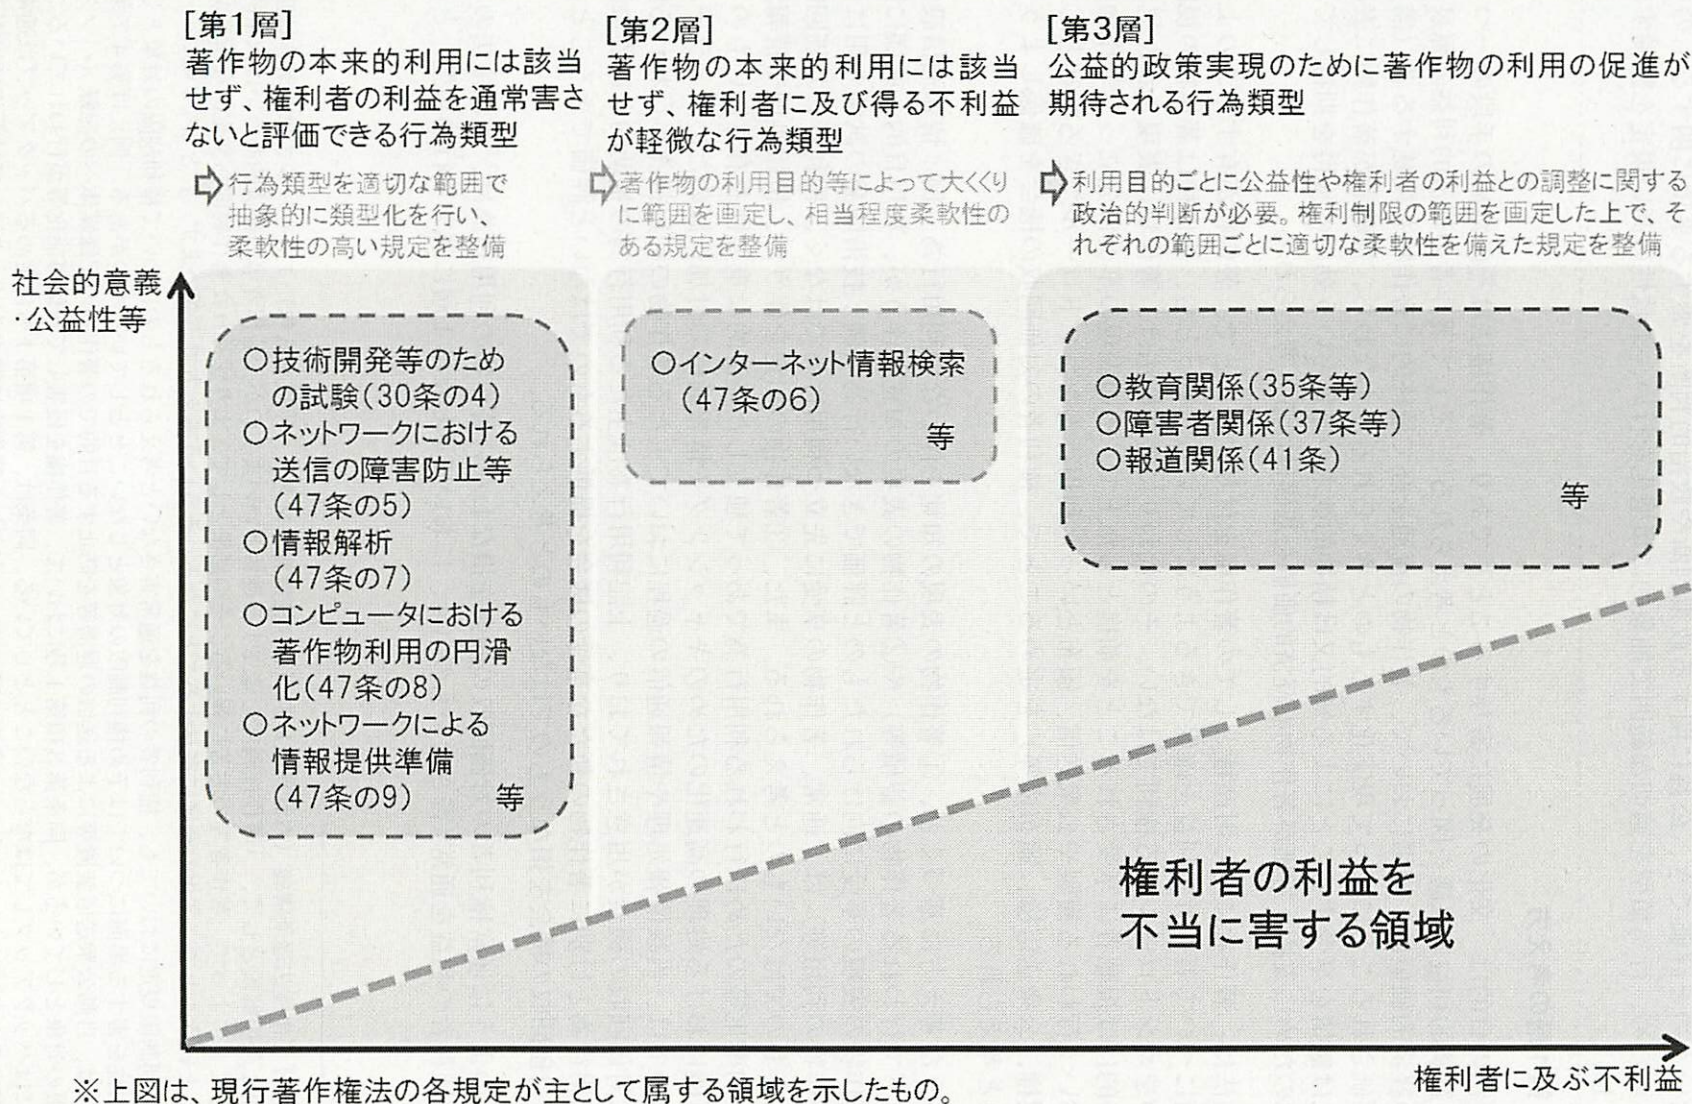 [第1層]
著作物の本来的利用には該当
せず、権利者の利益を通常害さ
ないと評価できる行為類型
行為類型を適切な範囲で
抽象的に類型化を行い、
柔軟性の高い規定を整備
[第2層]
著作物の本来的利用には該当
せず、権利者に及び得る不利益
が軽微な行為類型
著作物の利用目的等によって大くくり
に範囲を画定し、相当程度柔軟性の
ある規定を整備
[第3層]
公益的政策実現のために著作物の利用の促進が
期待される行為類型
利用目的ごとに公益性や権利者の利益との調整に関する
政治的判断が必要。権利制限の範囲を画定した上で、そ
れぞれの範囲ごとに適切な柔軟性を備えた規定を整備
社会的意義
・公益性等
○技術開発等のため
の試験(30条の4)
○ネットワークにおける
送信の障害防止等
(47条の5)
○情報解析
(47条の7)
○コンピュータにおける
著作物利用の円滑
化(47条の8)
○ネットワークによる
情報提供準備
(47条の9) 等
○インターネット情報検索
(47条の6)
等
○教育関係(35条等)
○障害者関係(37条等)
○報道関係(41条)
等
権利者の利益を
不当に害する領域
権利者に及ぶ不利益
※上図は、現行著作権法の各規定が主として属する領域を示したもの。